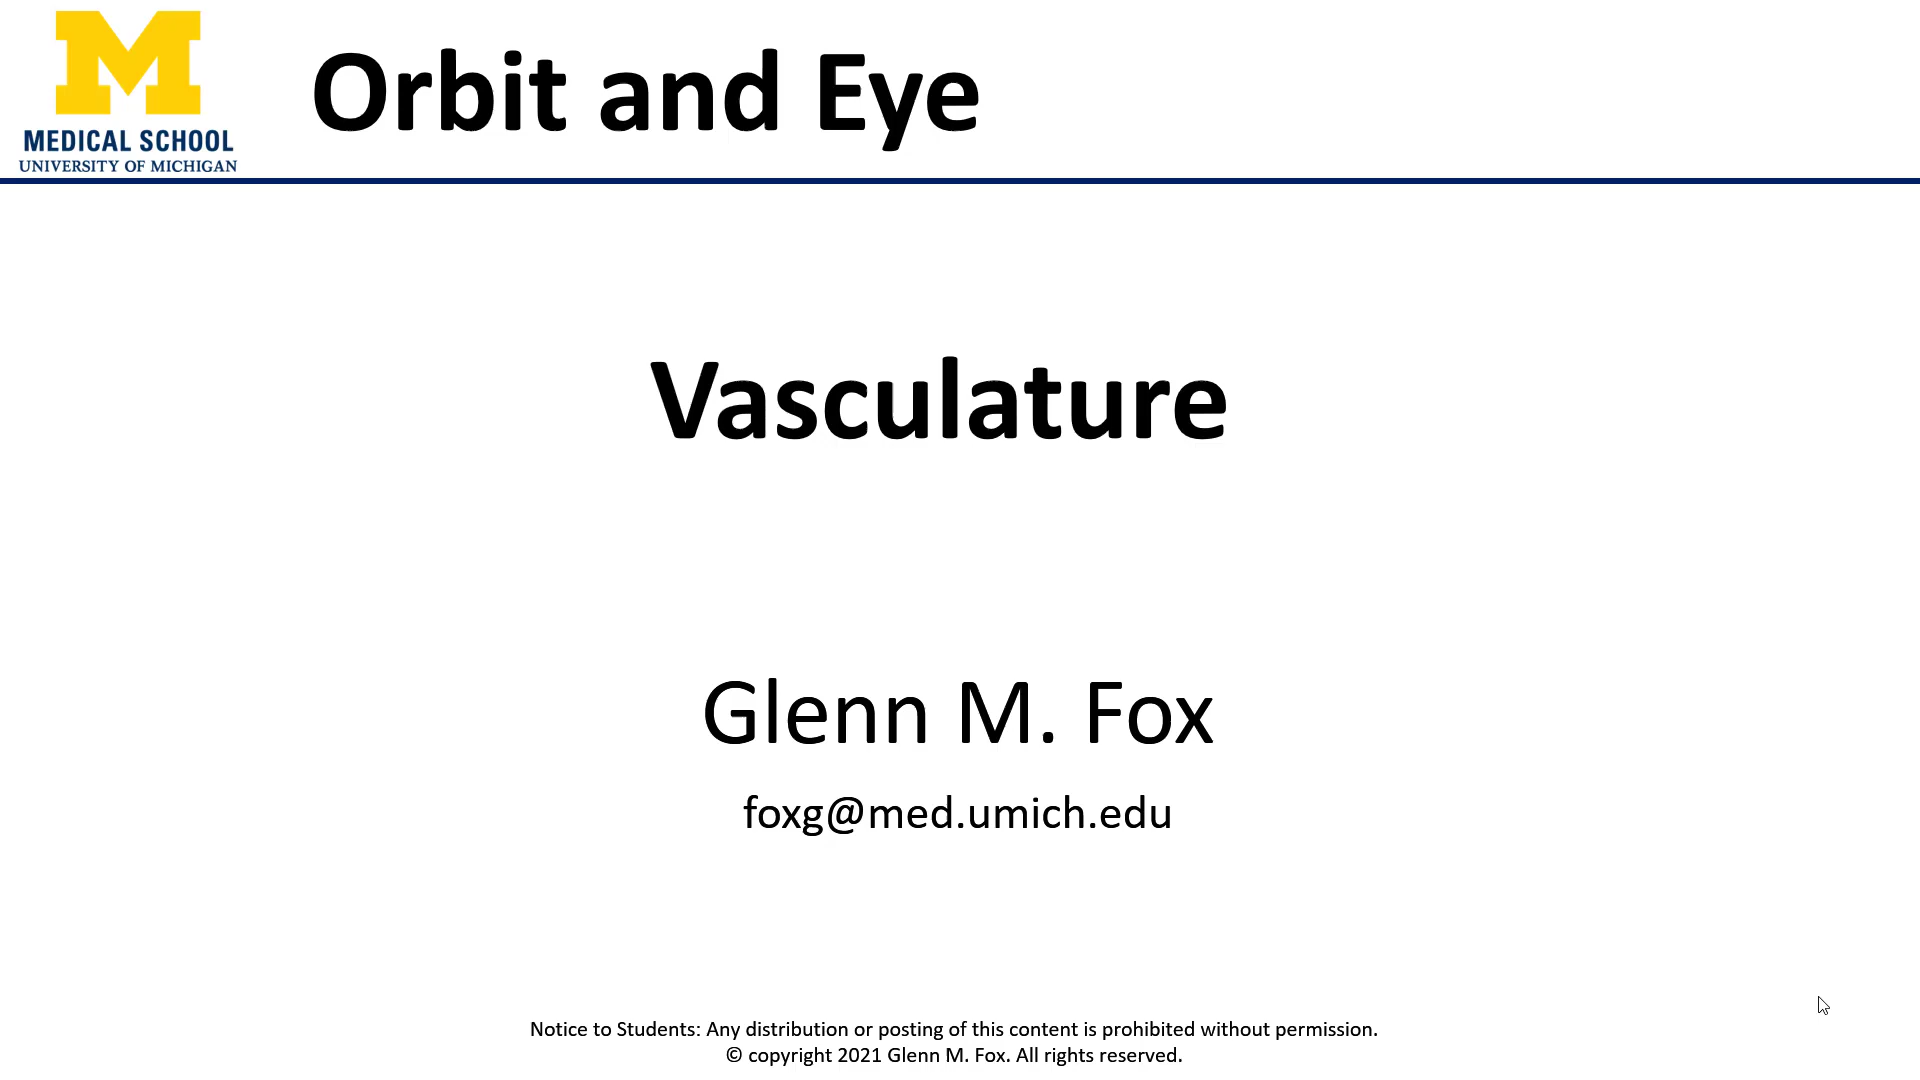 M
MEDICAL SCHOOL
UNIVERSITY OF MICHIGAN
Orbit and Eye
Vasculature
Glenn M. Fox
foxg@med.umich.edu
Notice to Students: Any distribution or posting of this content is prohibited without permission.
© copyright 2021 Glenn M. Fox. All rights reserved.